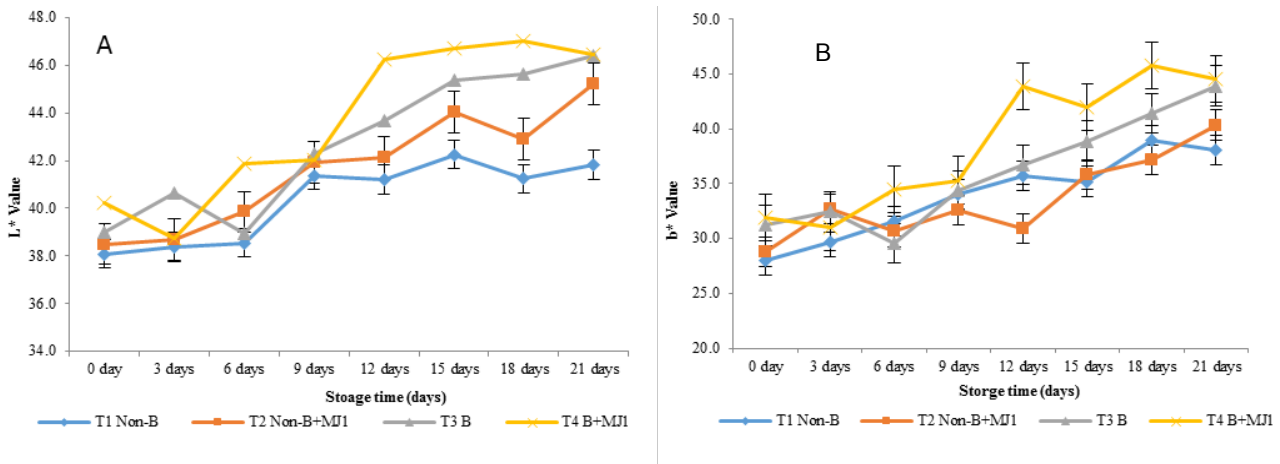 A
48.0
46.0
44.0
42.0
40.0
38.0
36.0
34.0
L* Value
0 day 3 days 6 days 9 days 12 days 15 days 18 days 21 days
Stoage time (days)
T1 Non-B T2 Non-B+MJ1 T3 B T4 B+MJ1
B
50.0
45.0
40.0
35.0
30.0
25.0
20.0
b* Value
0 day 3 days 6 days 9 days 12 days 15 days 18 days 21 days
Storge time (days)
T1 Non-B T2 Non-B+MJ1 T3 B T4 B+MJ1